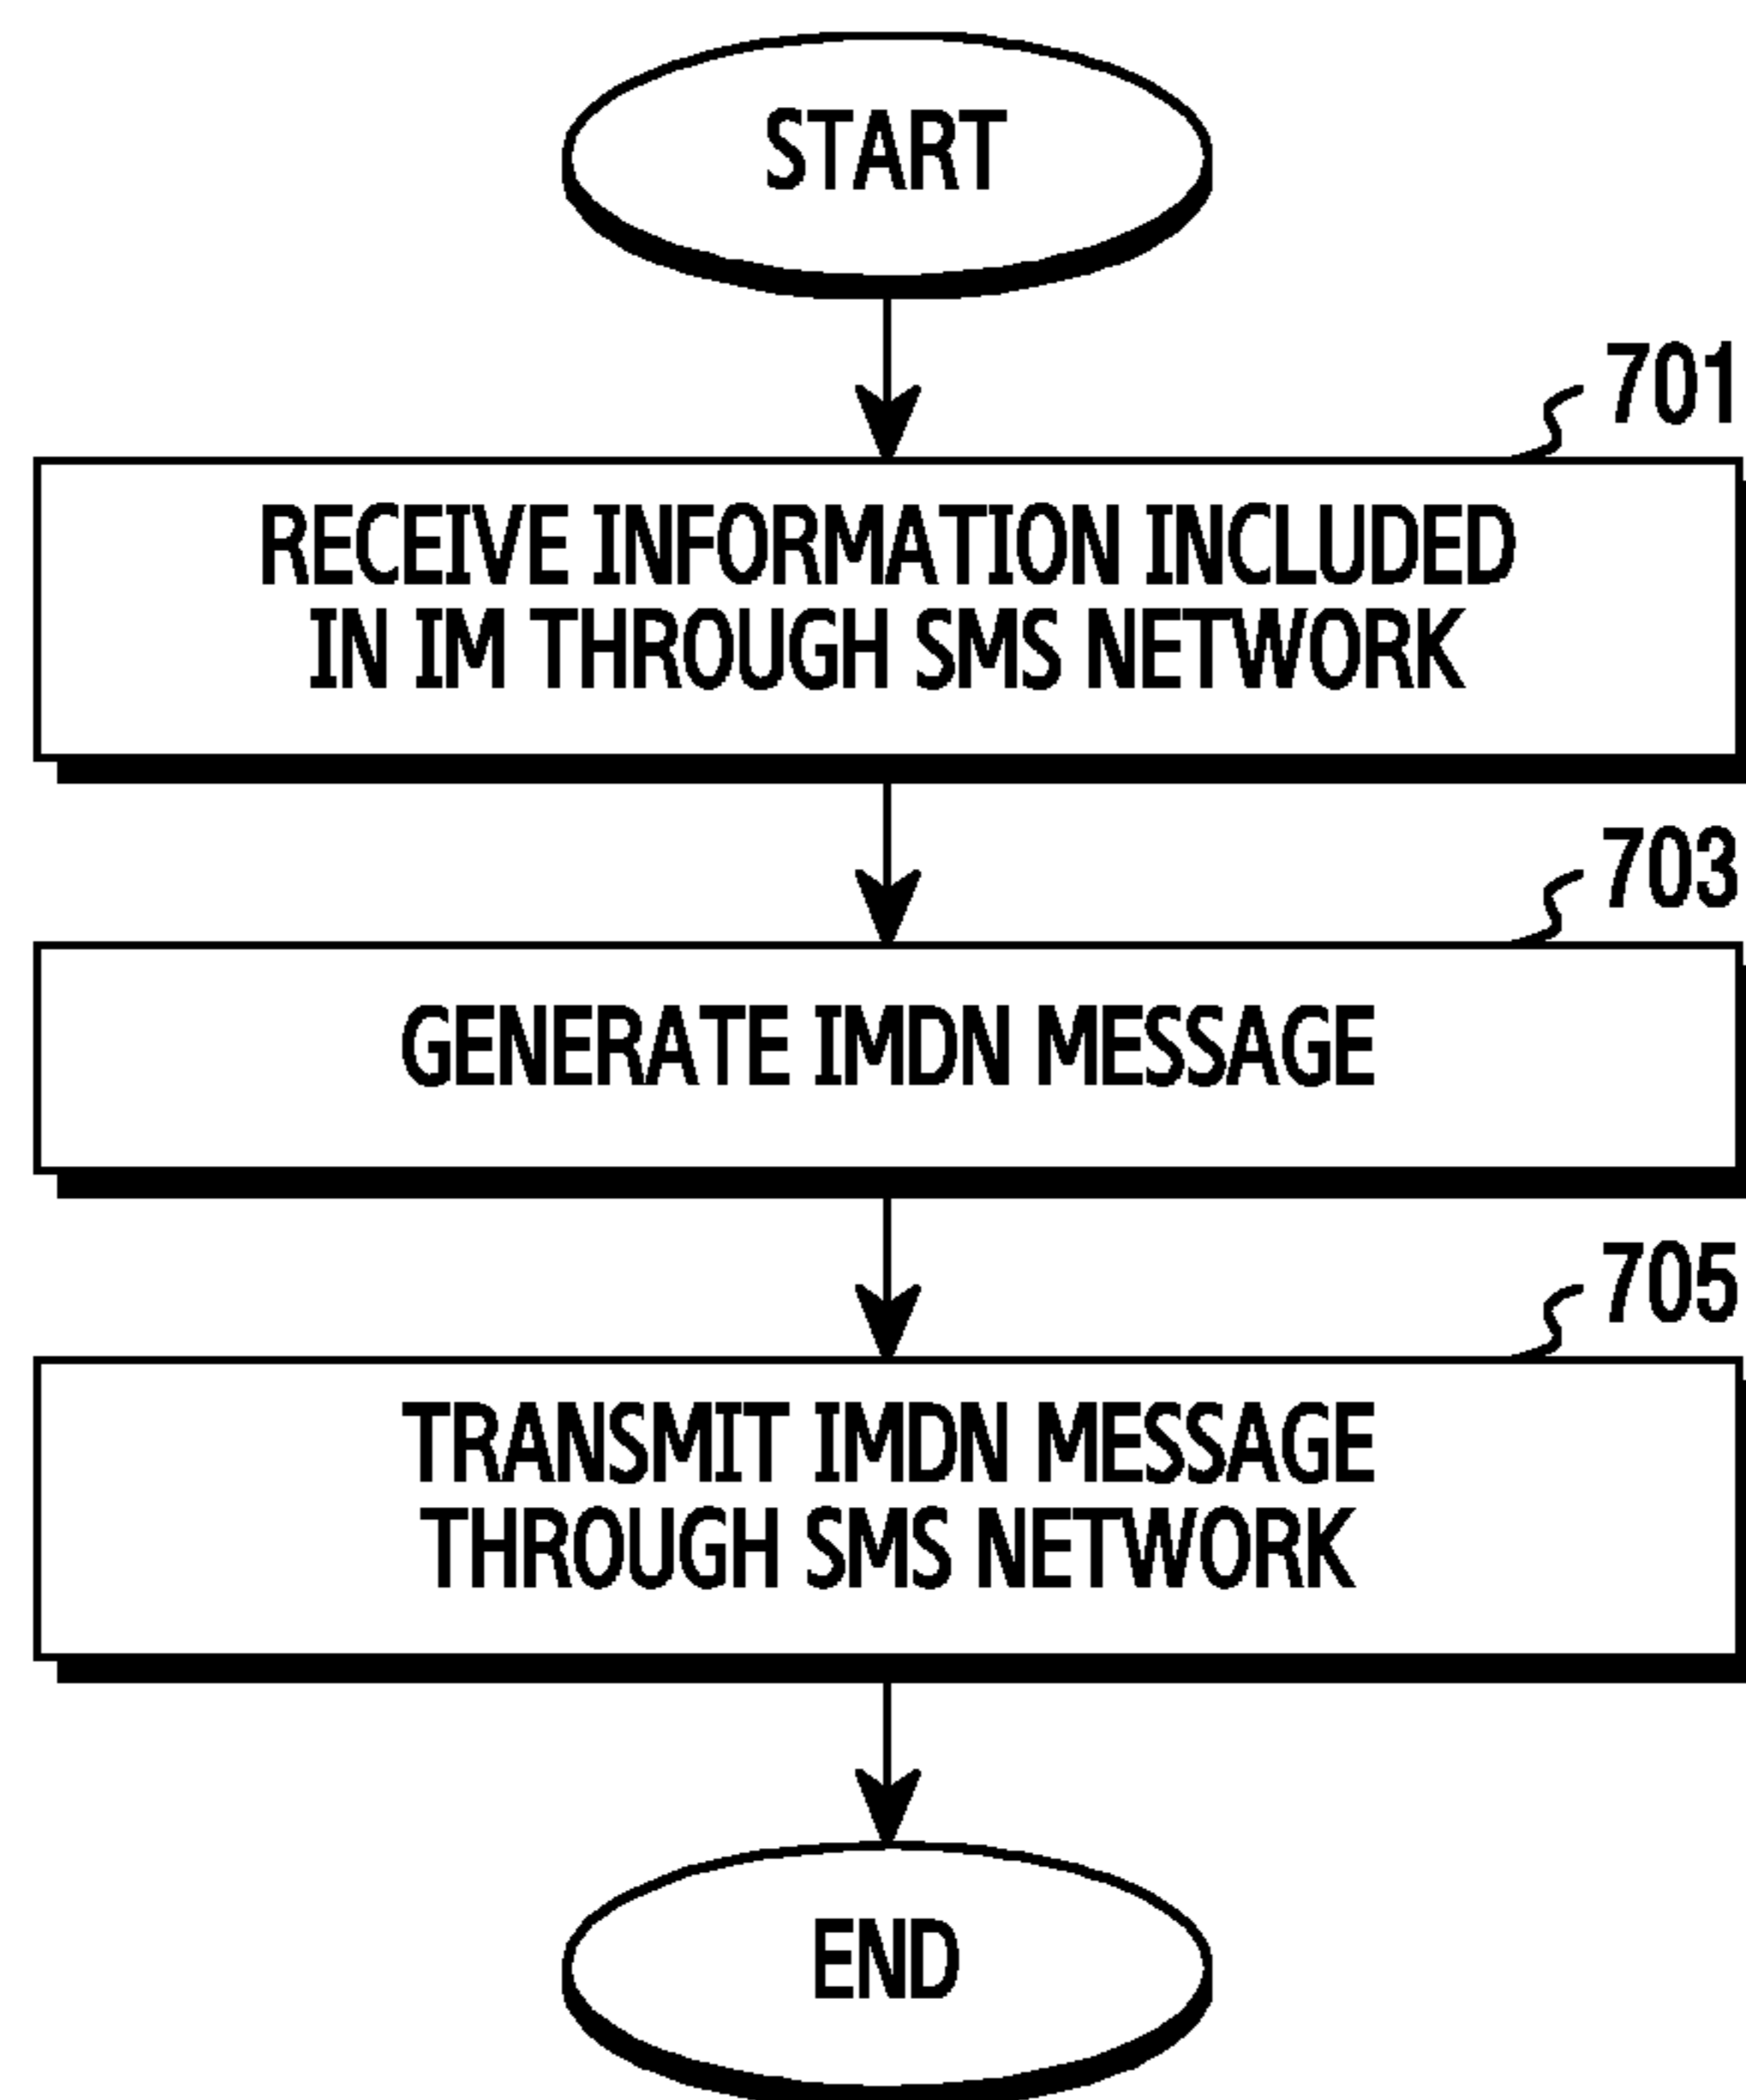 START
701
RECEIVE INFORMATION INCLUDED
IN IM THROUGH SMS NETWORK
703
GENERATE IMDN MESSAGE
705
TRANSMIT IMDN MESSAGE
THROUGH SMS NETWORK
END